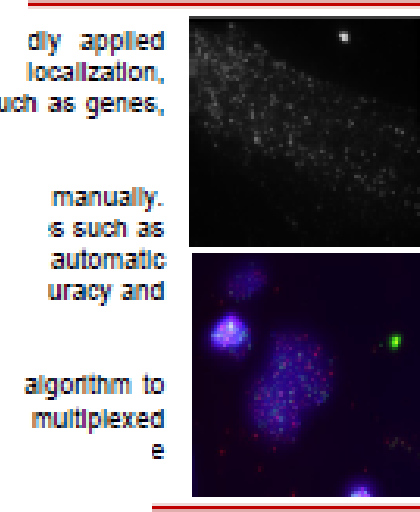 dly applied
localization,
uch as genes,
manually.
s such as
automatic
uracy and
algorithm to
multiplexed
e